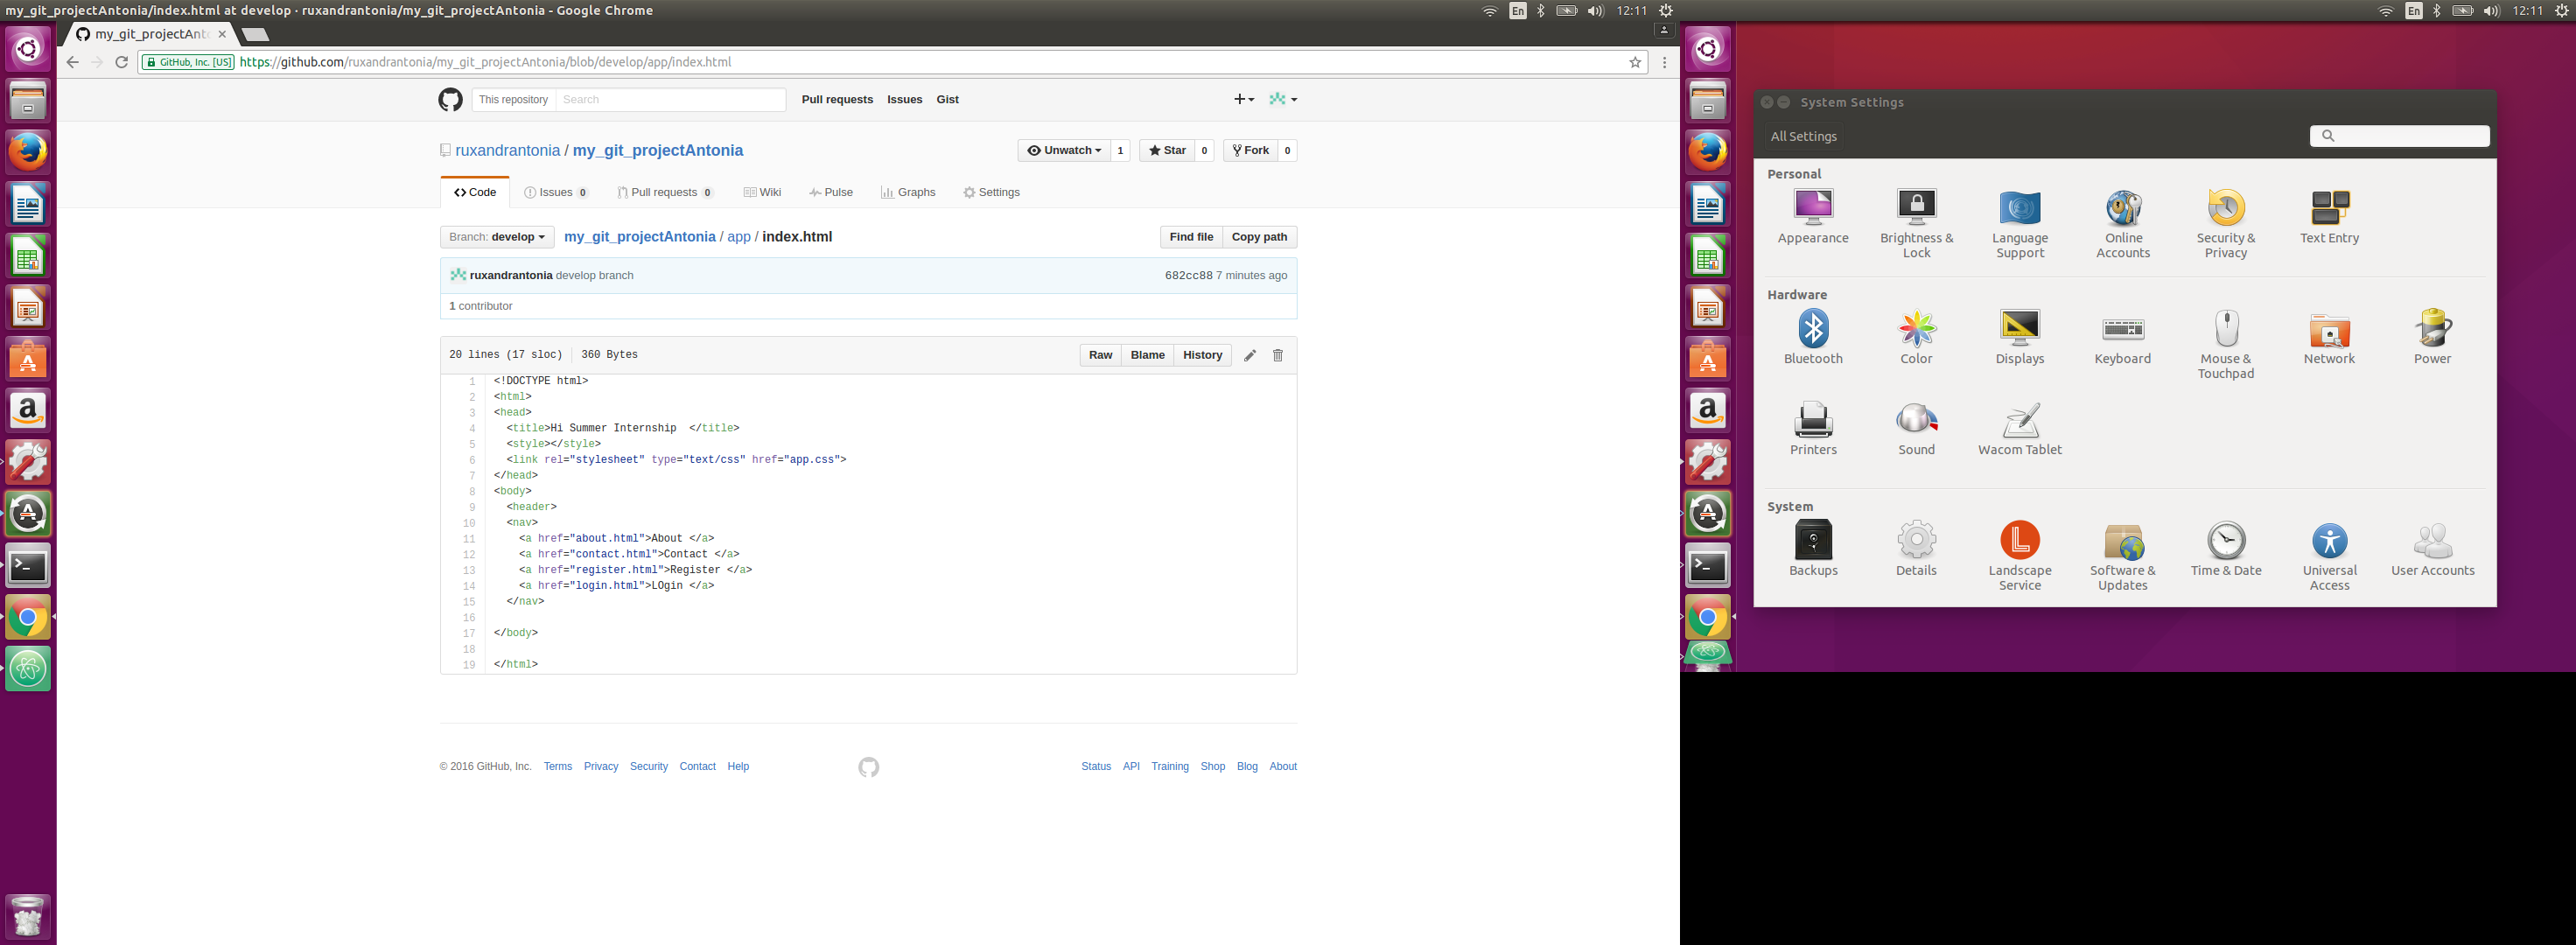 my_git_projectAntonia/index.html at develop · ruxandrantonia/my_git_projectAntonia - Google Chrome
En
12:11
my_git_projectAnt
GitHub, Inc. [US]
https://github.com/ruxandrantonia/my_git_projectAntonia/blob/develop/app/index.html
This repository
Search
Pull requests
Issues
Gist
ruxandrantonia / my_git_projectAntonia
Unwatch
1
Star
0
Fork
0
Code
Issues 0
Pull requests 0
Wiki
Pulse
Graphs
Settings
Branch: develop
my_git_projectAntonia / app / index.html
Find file
Copy path
ruxandrantonia develop branch
682cc88 7 minutes ago
1 contributor
20 lines (17 sloc)
360 Bytes
Raw
Blame
History
1 <!DOCTYPE html>
2 <html>
3 <head>
4 <title>Hi Summer Internship  </title>
5 <style></style>
6 <link rel="stylesheet" type="text/css" href="app.css">
7 </head>
8 <body>
9 <header>
10 <nav>
11 <a href="about.html">About </a>
12 <a href="contact.html">Contact </a>
13 <a href="register.html">Register </a>
14 <a href="login.html">LOgin </a>
15 </nav>
16
17 </body>
18
19 </html>
© 2016 GitHub, Inc.
Terms
Privacy
Security
Contact
Help
Status
API
Training
Shop
Blog
About
En
12:11
System Settings
All Settings
Personal
Appearance
Brightness &
Lock
Language
Support
Online
Accounts
Security &
Privacy
Text Entry
Hardware
Bluetooth
Color
Displays
Keyboard
Mouse &
Touchpad
Network
Power
Printers
Sound
Wacom Tablet
System
Backups
Details
Landscape
Service
Software &
Updates
Time & Date
Universal
Access
User Accounts